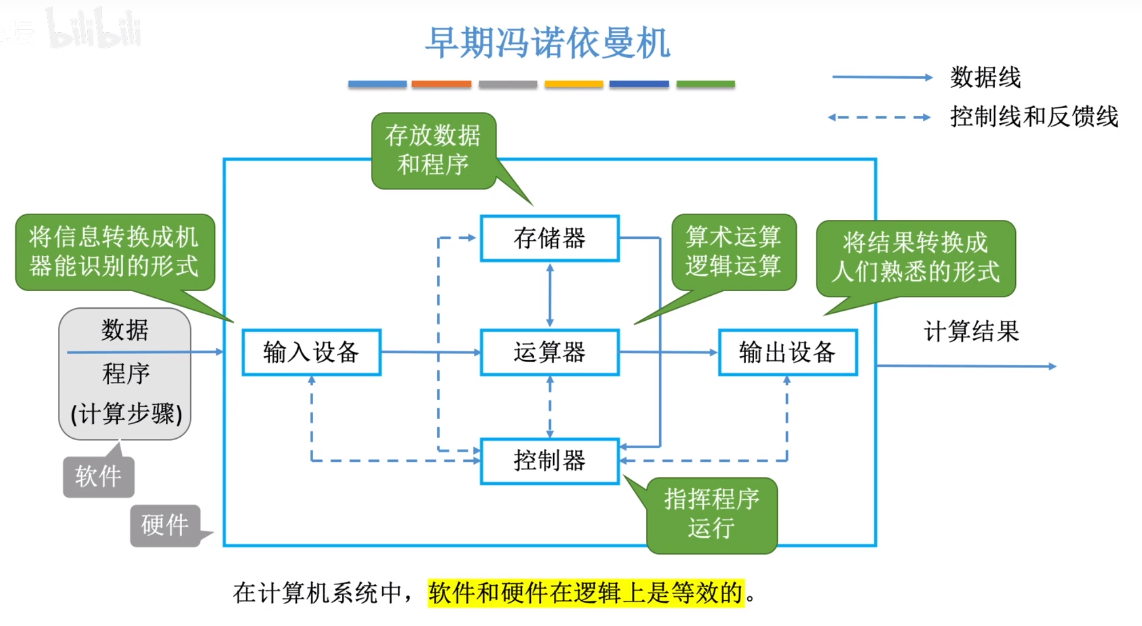 bilibili
早期冯诺依曼机
数据线
控制线和反馈线
存放数据
和程序
将信息转换成机
器能识别的形式
存储器
算术运算
逻辑运算
将结果转换成
人们熟悉的形式
数据
程序
(计算步骤)
输入设备
运算器
输出设备
计算结果
控制器
软件
硬件
指挥程序
运行
在计算机系统中，软件和硬件在逻辑上是等效的。